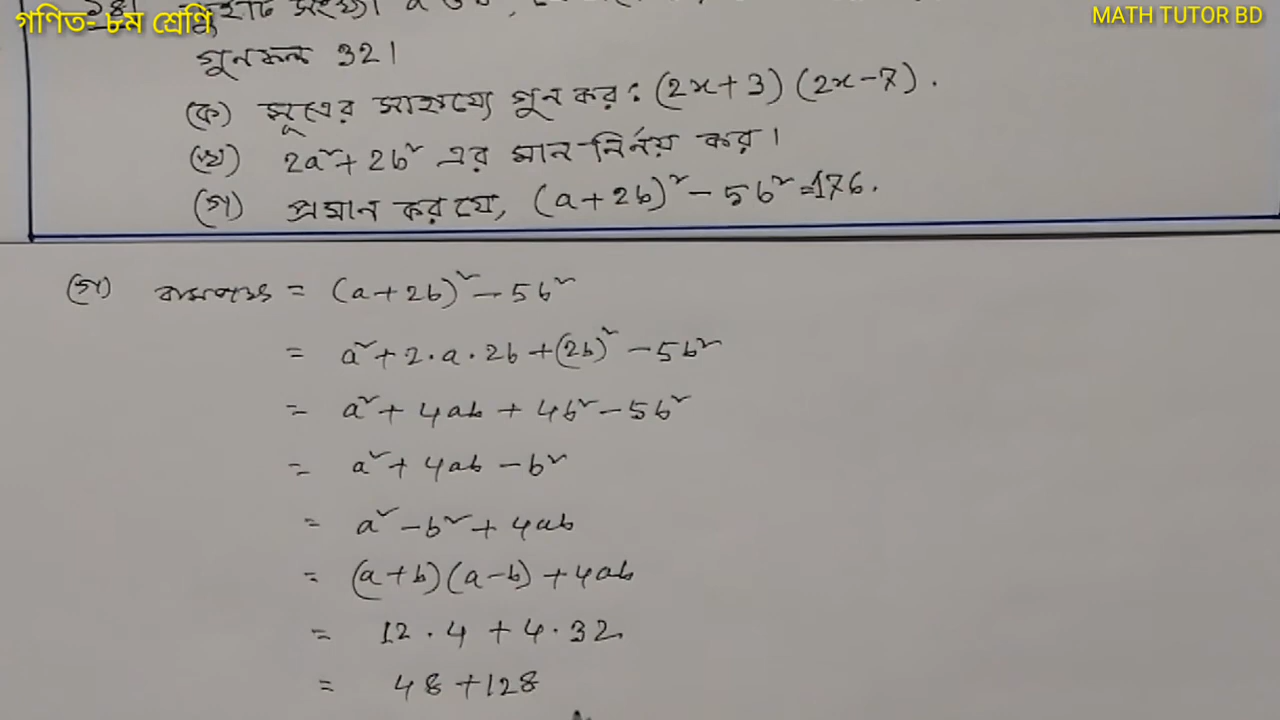 গণিত- ৮ম শ্রেণি
MATH TUTOR BD
সংখ্যা a ও b,
গুনফল 32।
(ক) সূত্রের সাহায্যে গুন কর: (2x+3) (2x-7).
(খ) 2a²+ 2b² এর মান নির্নয় কর।
(গ) প্রমান কর যে, (a+2b)² - 5b² =176.
(গ) বামপক্ষ = (a+2b)² - 5b²
= a² + 2·a·2b + (2b)² - 5b²
= a² + 4ab + 4b² - 5b²
= a² + 4ab - b²
= a² - b² + 4ab
= (a+b)(a-b) + 4ab
= 12·4 + 4·32
= 48 +128